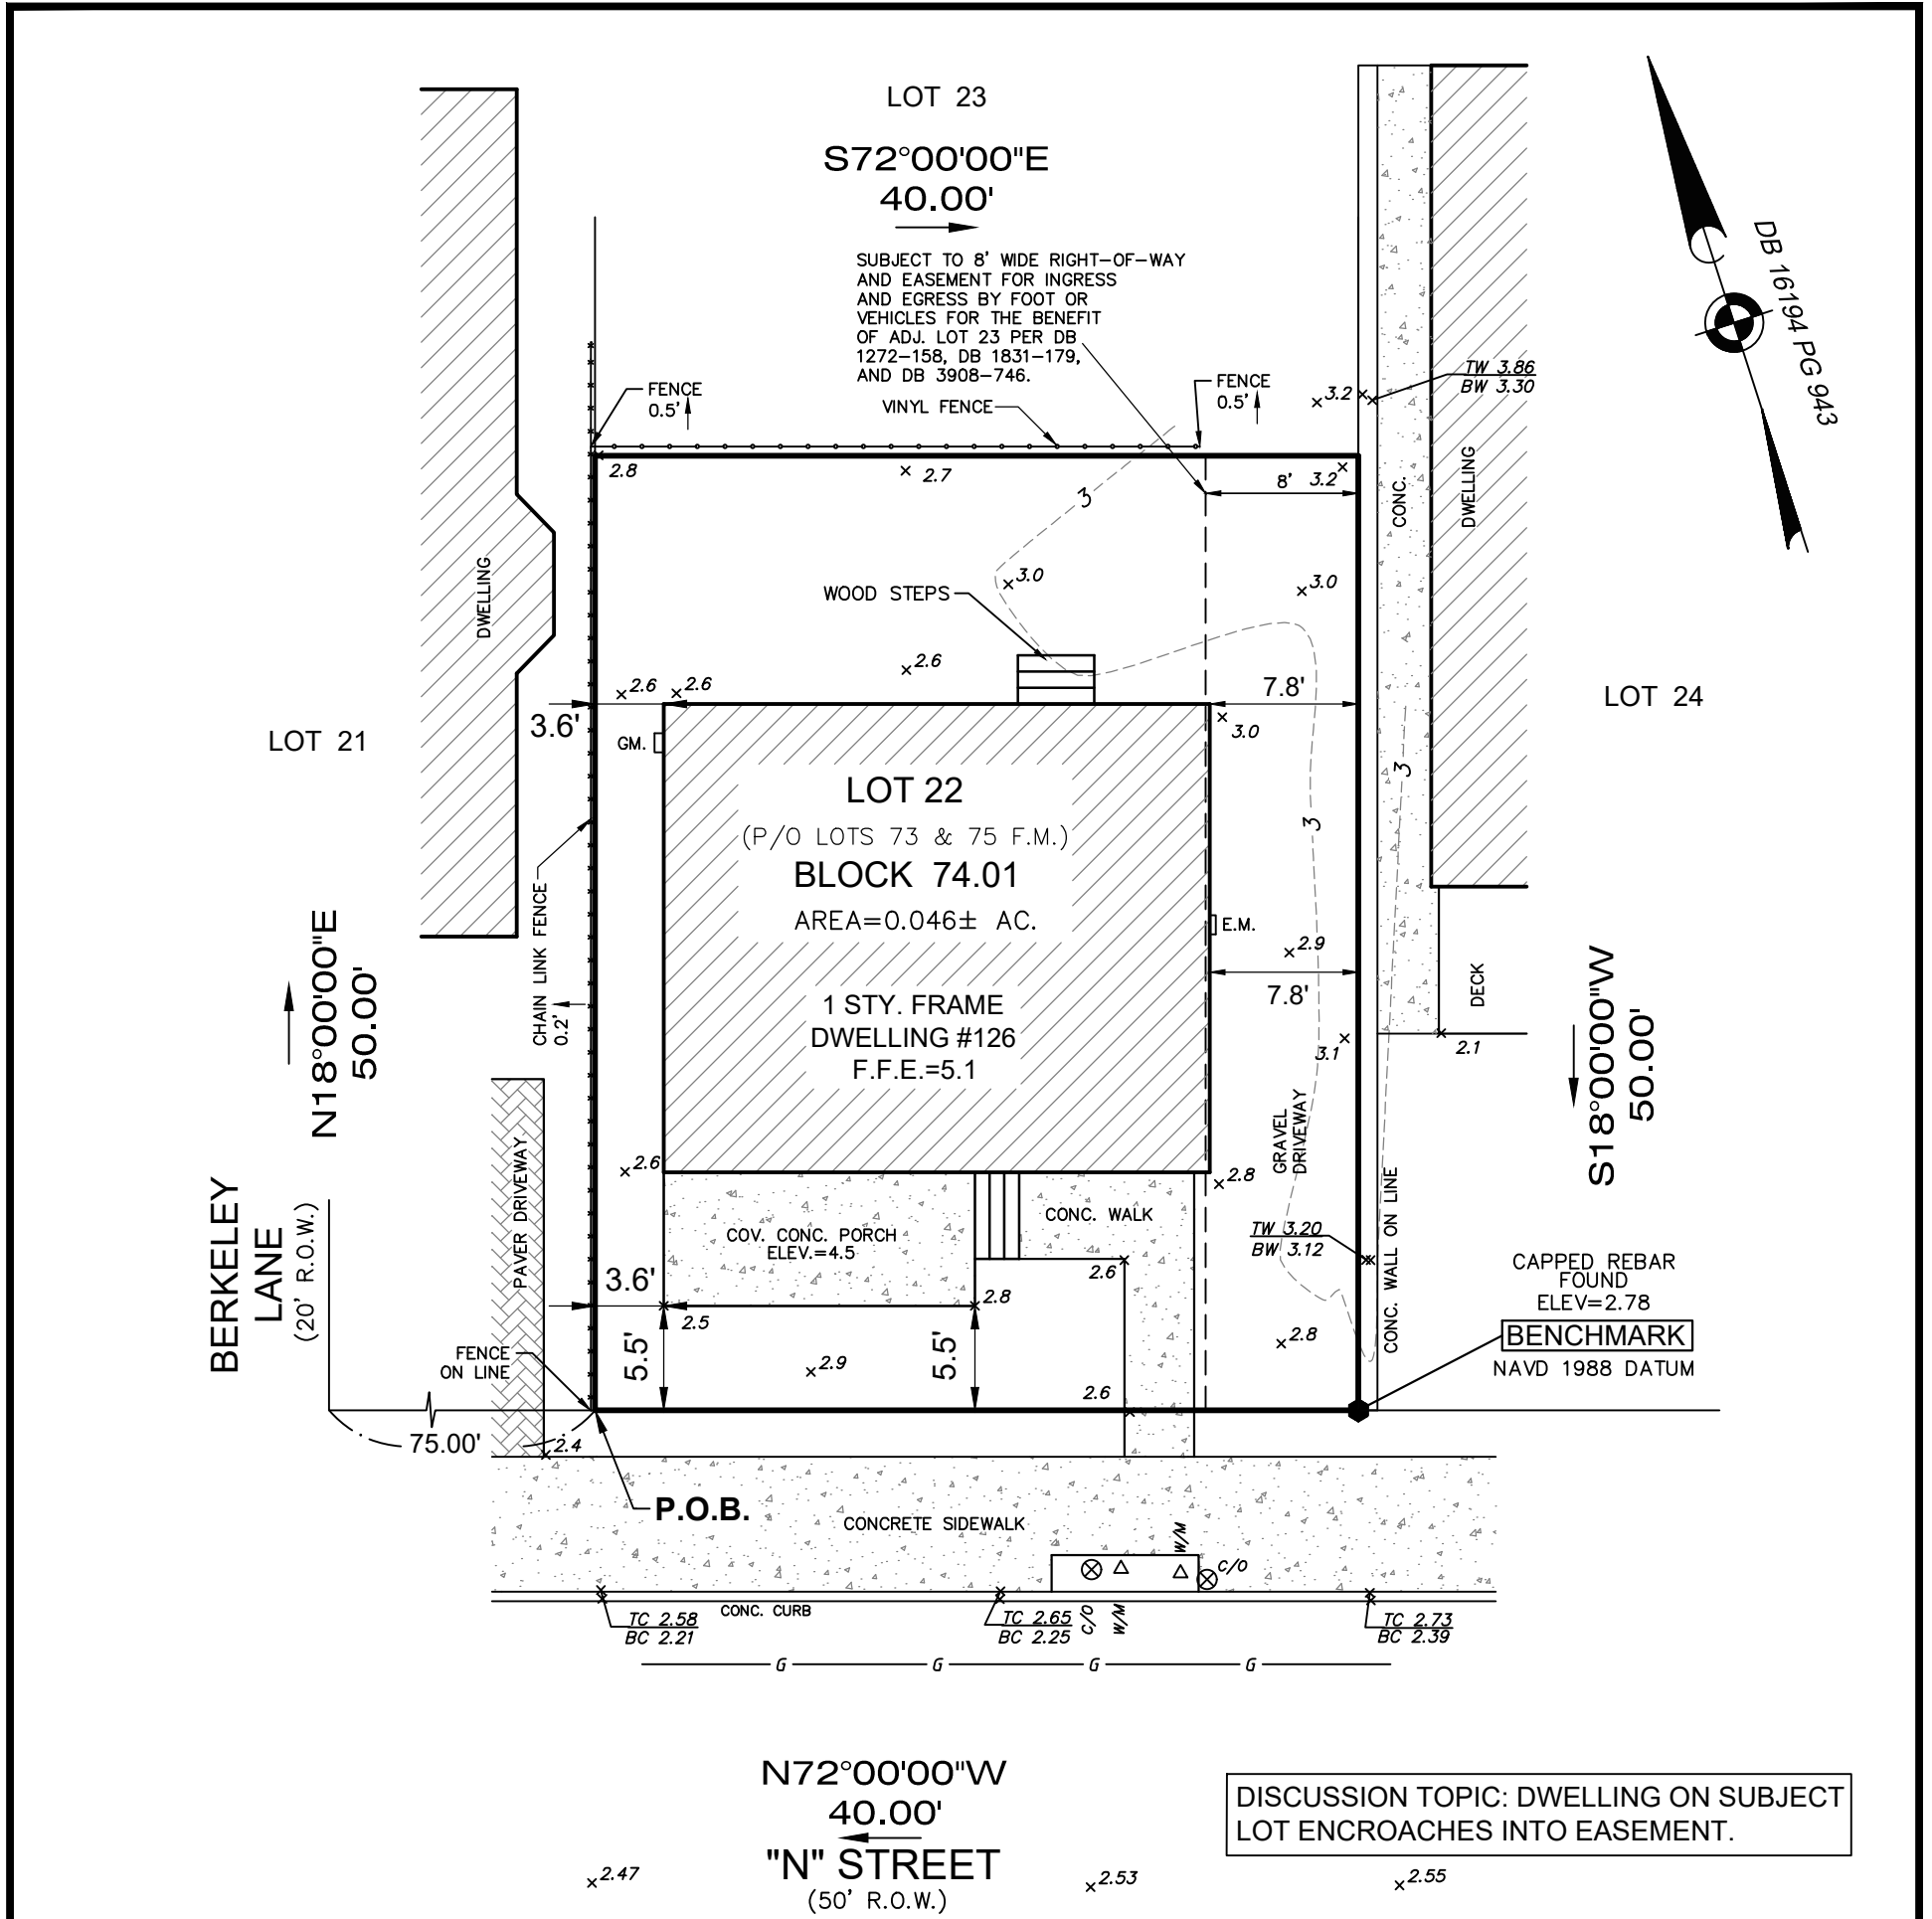 LOT 23
S72°00'00"E
40.00'
SUBJECT TO 8' WIDE RIGHT-OF-WAY
AND EASEMENT FOR INGRESS
AND EGRESS BY FOOT OR
VEHICLES FOR THE BENEFIT
OF ADJ. LOT 23 PER DB
1272-158, DB 1831-179,
AND DB 3908-746.
DB 16194 PG 943
FENCE
0.5'
VINYL FENCE
FENCE
0.5'
3.2
TW 3.86
BW 3.30
2.8
2.7
8'
3.2
3
CONC.
DWELLING
DWELLING
3.0
3.0
WOOD STEPS
2.6
2.6
2.6
7.8'
3.6'
3.0
LOT 21
LOT 24
GM.
3
3
LOT 22
(P/O LOTS 73 & 75 F.M.)
BLOCK 74.01
AREA=0.046± AC.
E.M.
2.9
7.8'
1 STY. FRAME
DWELLING #126
F.F.E.=5.1
CHAIN LINK FENCE
0.2'
N18°00'00"E
50.00'
DECK
2.1
3.1
S18°00'00"W
50.00'
GRAVEL
DRIVEWAY
PAVER DRIVEWAY
2.6
2.8
BERKELEY
LANE
(20' R.O.W.)
COV. CONC. PORCH
ELEV.=4.5
CONC. WALK
TW 3.20
BW 3.12
CONC. WALL ON LINE
2.6
3.6'
2.8
2.5
5.5'
5.5'
2.9
2.8
2.6
CAPPED REBAR
FOUND
ELEV=2.78
BENCHMARK
NAVD 1988 DATUM
FENCE
ON LINE
75.00'
2.4
P.O.B.
CONCRETE SIDEWALK
W/M
C/O
TC 2.58
BC 2.21
CONC. CURB
TC 2.65
BC 2.25
C/O
W/M
TC 2.73
BC 2.39
G G G G
N72°00'00"W
40.00'
"N" STREET
(50' R.O.W.)
DISCUSSION TOPIC: DWELLING ON SUBJECT
LOT ENCROACHES INTO EASEMENT.
2.47
2.53
2.55